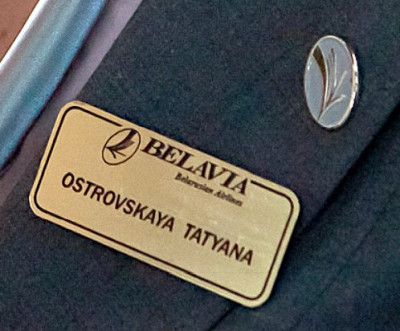 BELAVIA
Belarusian Airlines
OSTROVSKAYA TATYANA